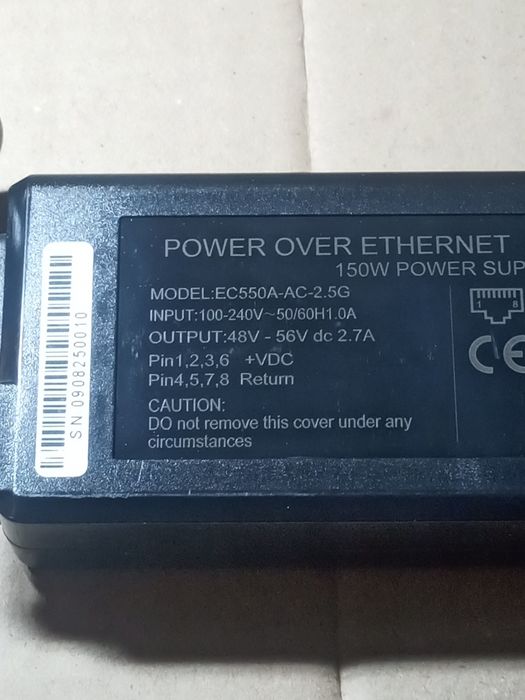 POWER OVER ETHERNET
150W POWER SUP
MODEL:EC550A-AC-2.5G
INPUT:100-240V~50/60H1.0A
OUTPUT:48V - 56V dc 2.7A
Pin1,2,3,6 +VDC
Pin4,5,7,8 Return
CAUTION:
DO not remove this cover under any
circumstances
1 8
CE
SN 0908250010